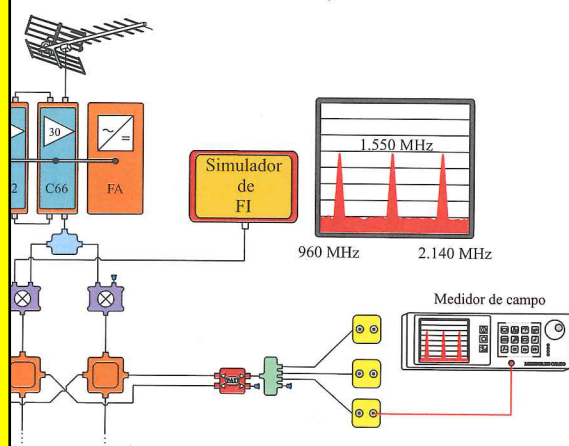 30
2
C66
FA
Simulador
de
FI
1.550 MHz
960 MHz
2.140 MHz
Medidor de campo
PAU